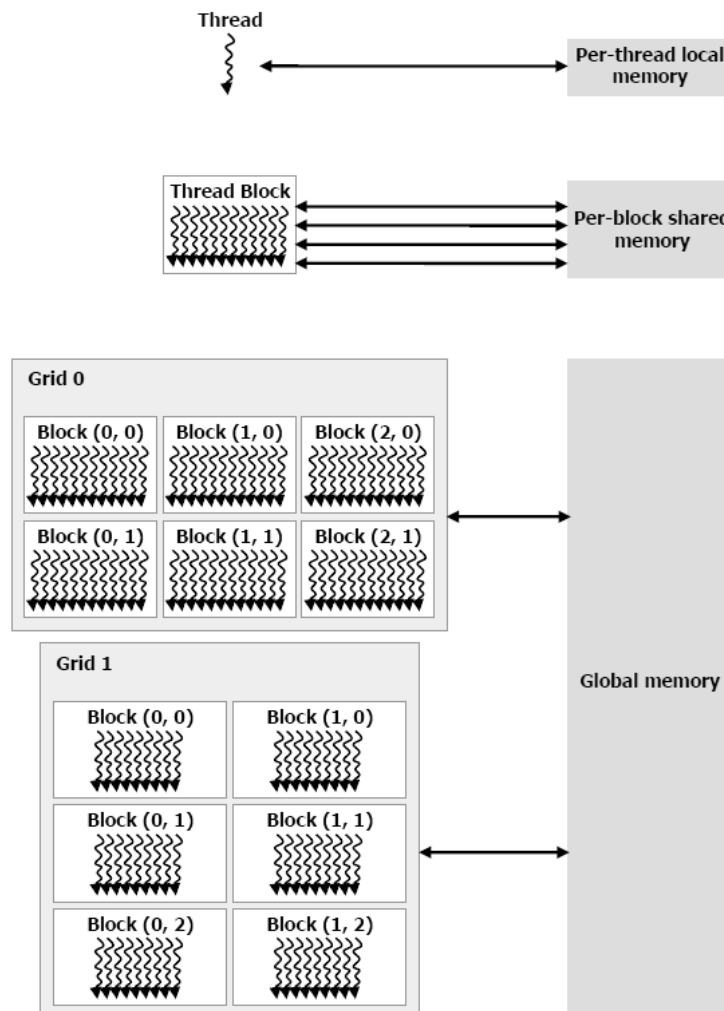 Thread
Per-thread local
memory
Thread Block
Per-block shared
memory
Grid 0
Block (0, 0)
Block (1, 0)
Block (2, 0)
Block (0, 1)
Block (1, 1)
Block (2, 1)
Global memory
Grid 1
Block (0, 0)
Block (1, 0)
Block (0, 1)
Block (1, 1)
Block (0, 2)
Block (1, 2)